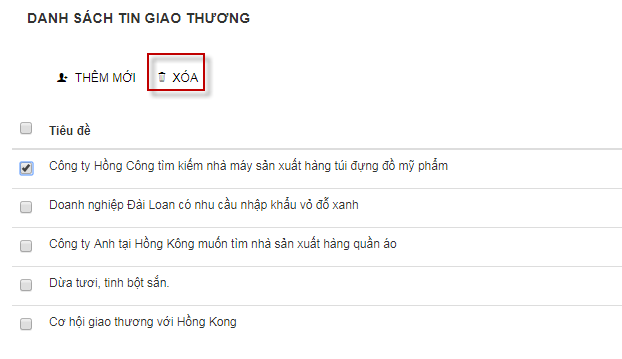 DANH SÁCH TIN GIAO THƯƠNG
THÊM MỚI XÓA
Tiêu đề
Công ty Hồng Công tìm kiếm nhà máy sản xuất hàng túi đựng đồ mỹ phẩm
Doanh nghiệp Đài Loan có nhu cầu nhập khẩu vỏ đỗ xanh
Công ty Anh tại Hồng Kông muốn tìm nhà sản xuất hàng quần áo
Dừa tươi, tinh bột sắn.
Cơ hội giao thương với Hồng Kong